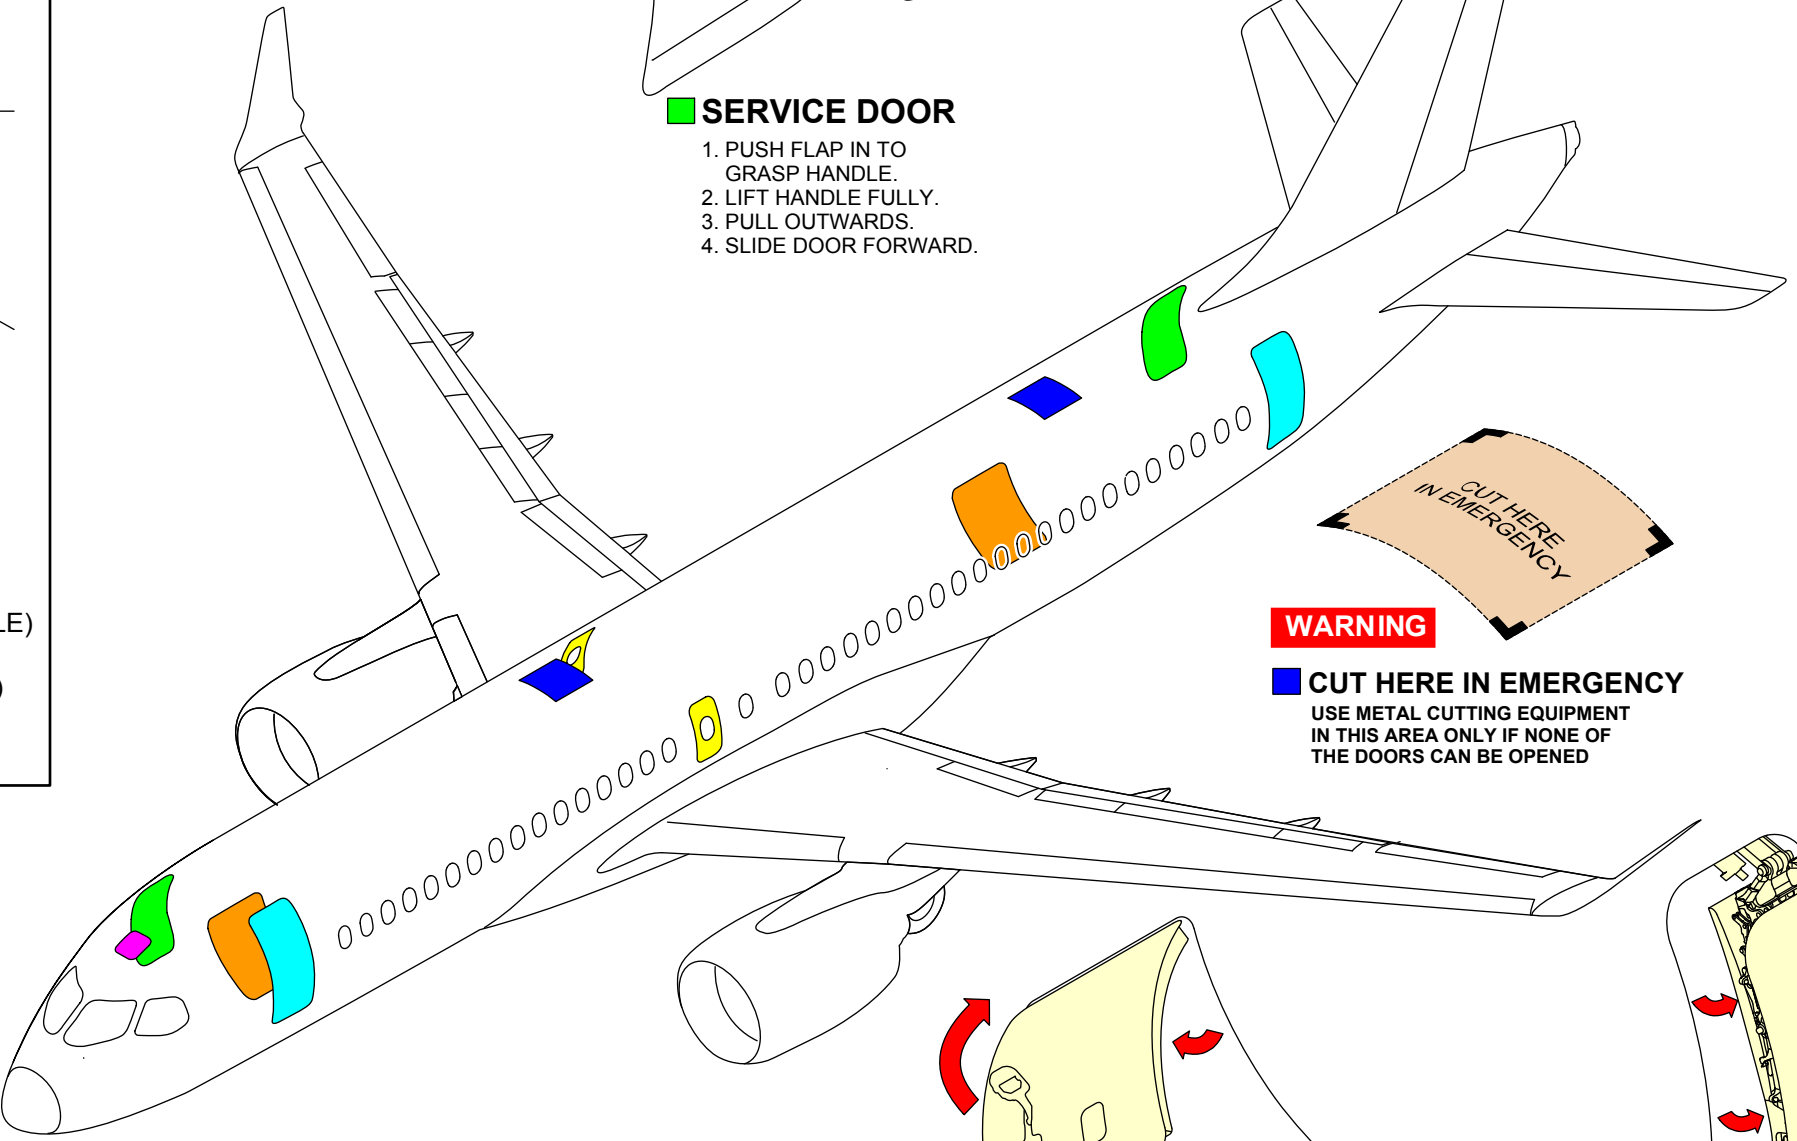 SERVICE DOOR
1. PUSH FLAP IN TO
GRASP HANDLE.
2. LIFT HANDLE FULLY.
3. PULL OUTWARDS.
4. SLIDE DOOR FORWARD.
CUT HERE
IN EMERGENCY
LE)
)
WARNING
CUT HERE IN EMERGENCY
USE METAL CUTTING EQUIPMENT
IN THIS AREA ONLY IF NONE OF
THE DOORS CAN BE OPENED